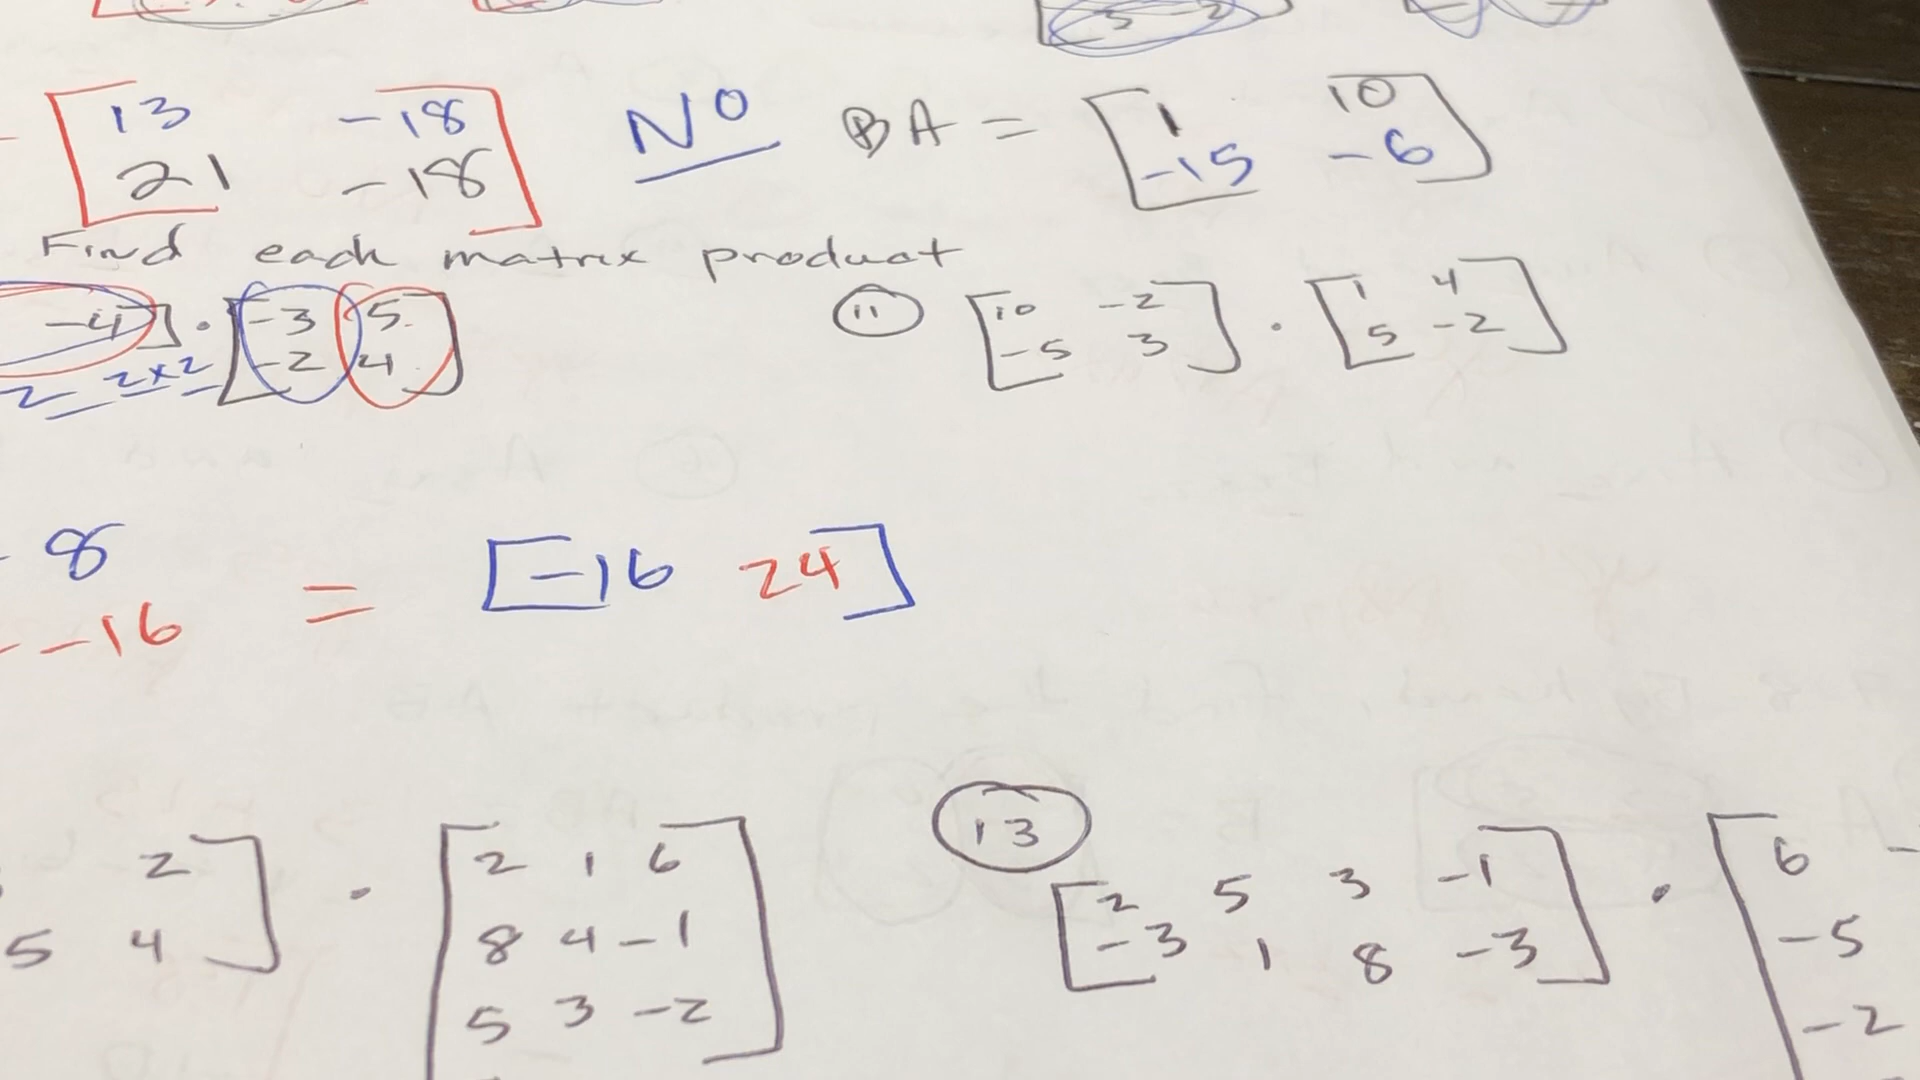 3 -2
13 -18 NO BA = 1 10
21 -18 -15 -6
Find each matrix product
-4] · [-3 5 (11) [10 -2 ] · [1 4
2 2x2 -2 4] -5 3 5 -2]
8 = [-16 24]
- -16
2 ] · [2 1 6 (13) [2 5 3 -1 ] · [6 -
5 4 8 4 -1 -3 1 8 -3 -5
5 3 -2 -2